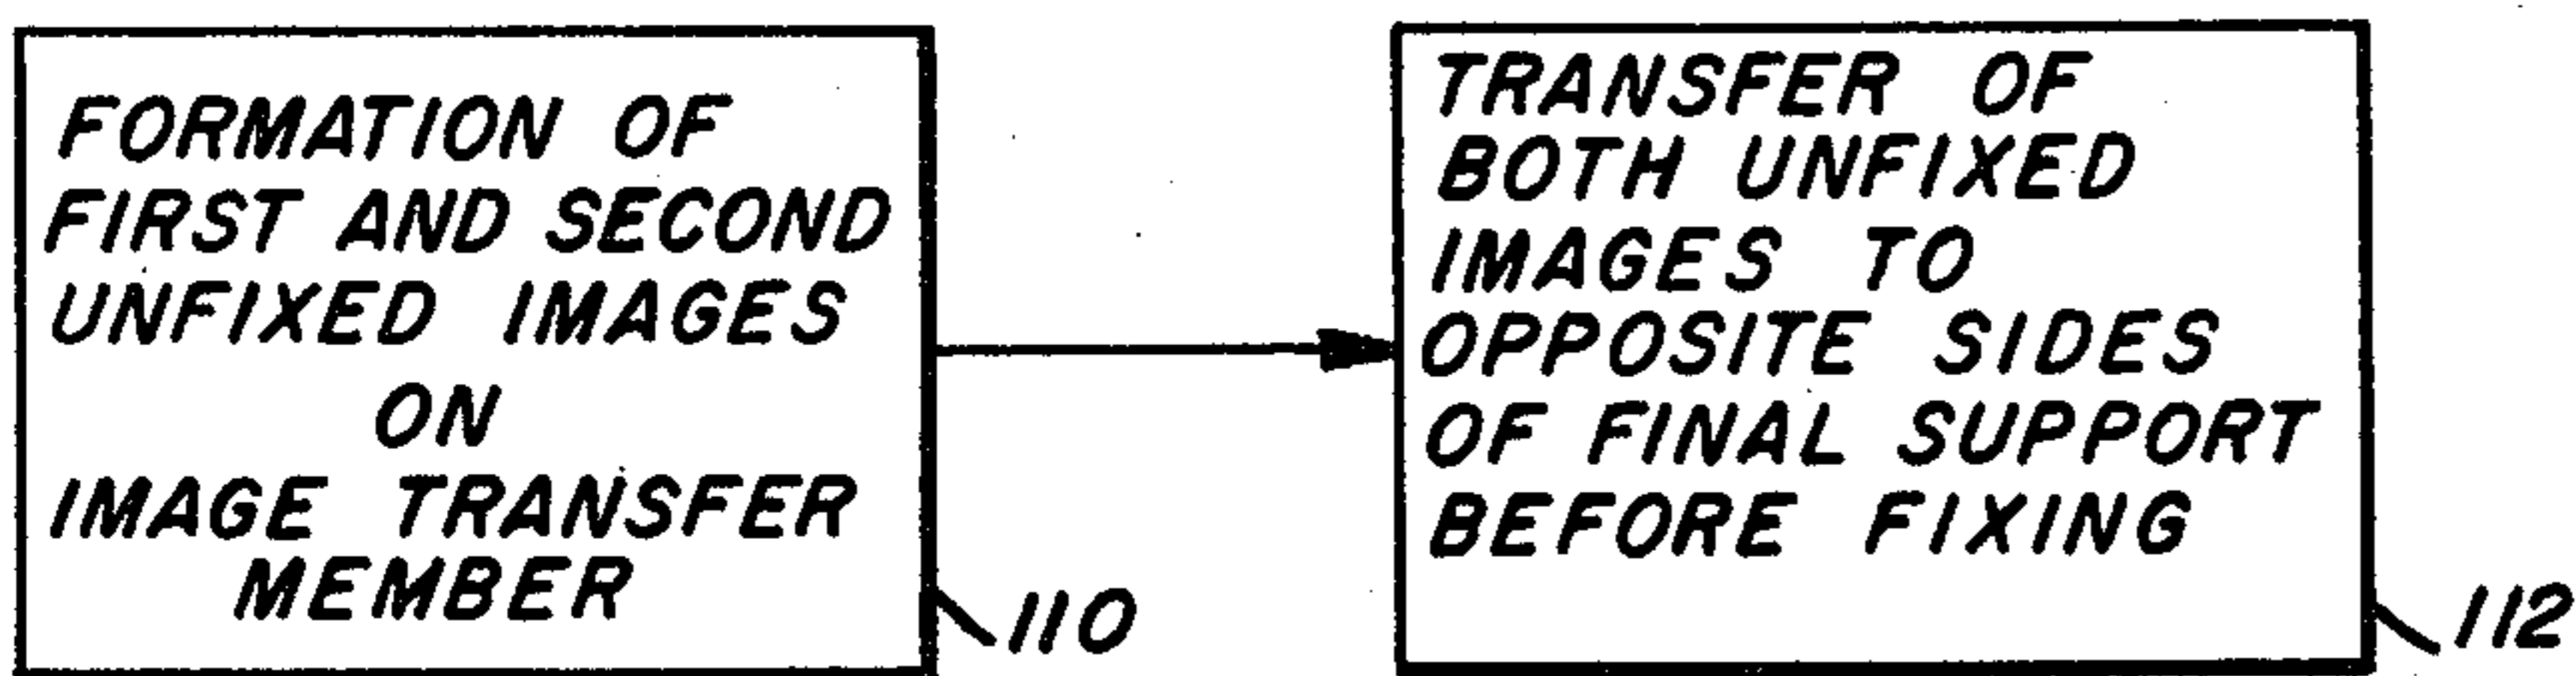 FORMATION OF
FIRST AND SECOND
UNFIXED IMAGES
ON
IMAGE TRANSFER
MEMBER
110
TRANSFER OF
BOTH UNFIXED
IMAGES TO
OPPOSITE SIDES
OF FINAL SUPPORT
BEFORE FIXING
112